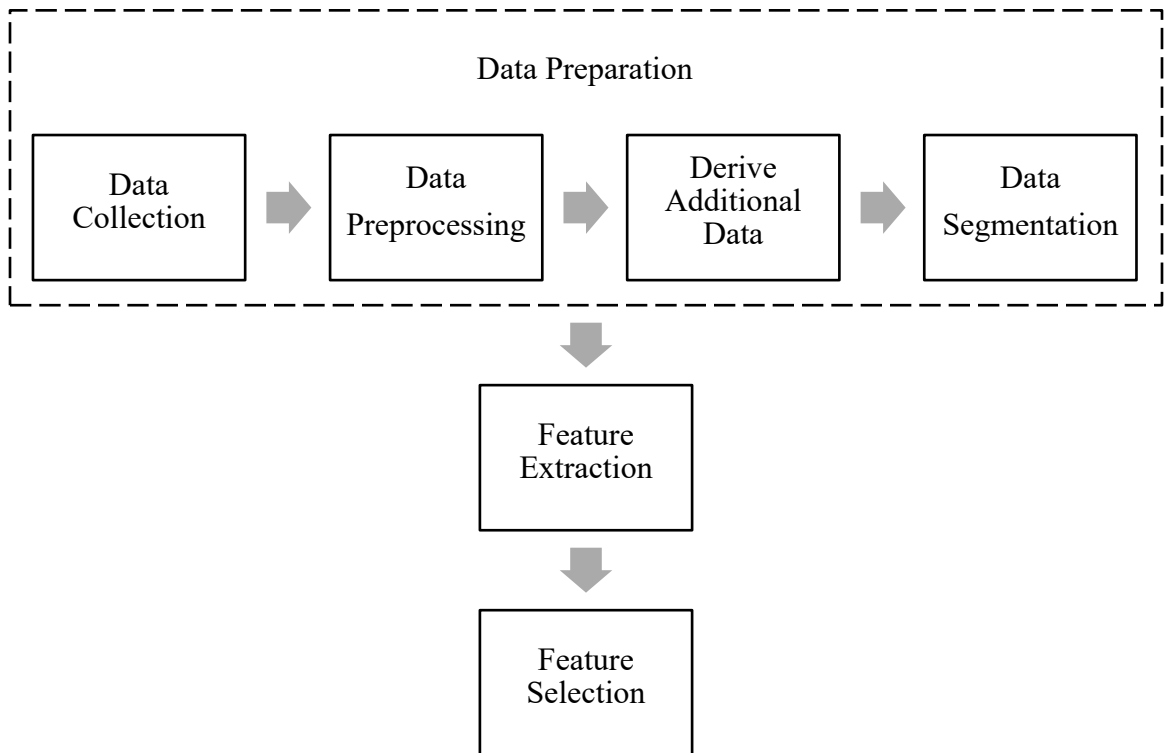 Data Preparation
Data
Collection
Data
Preprocessing
Derive
Additional
Data
Data
Segmentation
Feature
Extraction
Feature
Selection